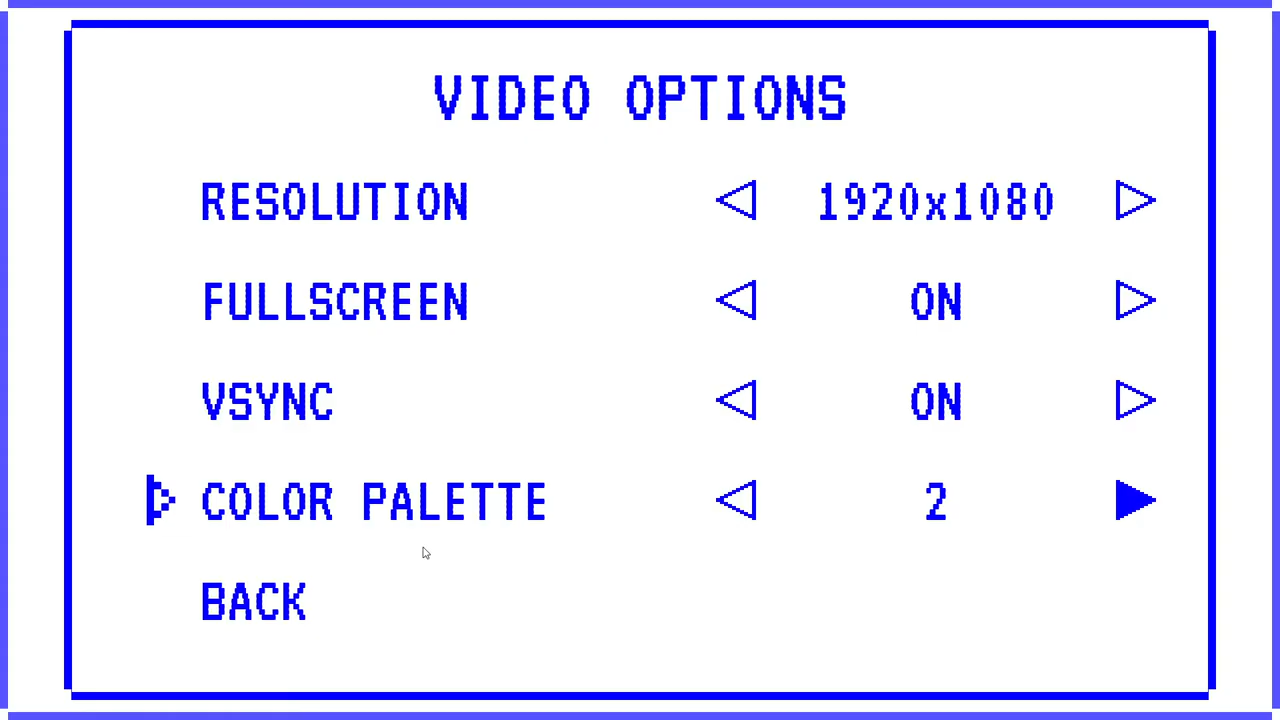 VIDEO OPTIONS
RESOLUTION 1920x1080
FULLSCREEN ON
VSYNC ON
COLOR PALETTE 2
BACK